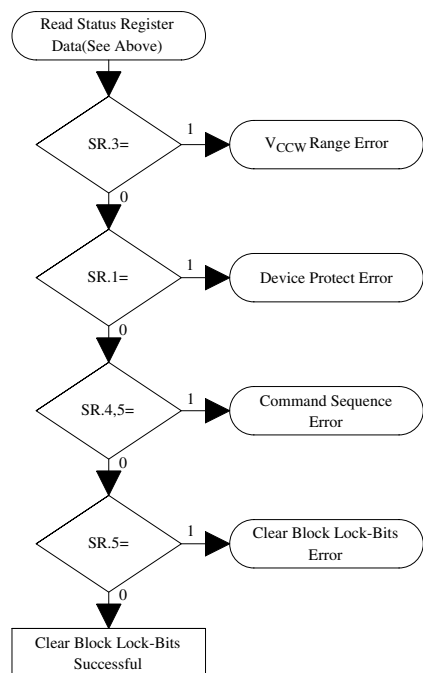 Read Status Register
Data(See Above)
SR.3=
1
VCCW Range Error
0
SR.1=
1
Device Protect Error
0
SR.4,5=
1
Command Sequence
Error
0
SR.5=
1
Clear Block Lock-Bits
Error
0
Clear Block Lock-Bits
Successful